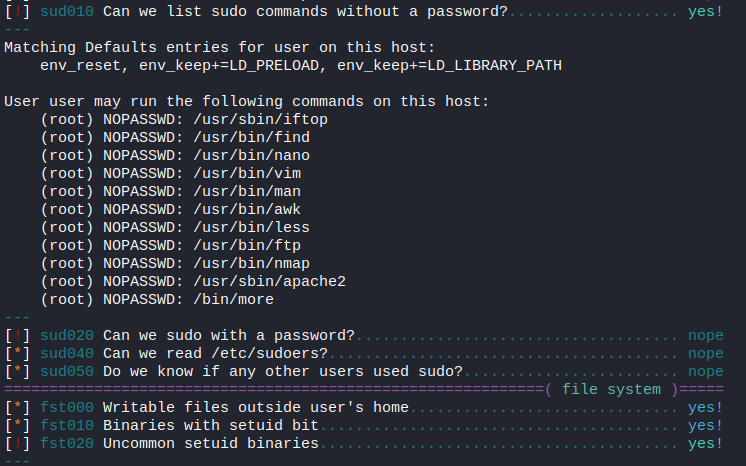 [!] sud010 Can we list sudo commands without a password?................... yes!
---
Matching Defaults entries for user on this host:
    env_reset, env_keep+=LD_PRELOAD, env_keep+=LD_LIBRARY_PATH

User user may run the following commands on this host:
    (root) NOPASSWD: /usr/sbin/iftop
    (root) NOPASSWD: /usr/bin/find
    (root) NOPASSWD: /usr/bin/nano
    (root) NOPASSWD: /usr/bin/vim
    (root) NOPASSWD: /usr/bin/man
    (root) NOPASSWD: /usr/bin/awk
    (root) NOPASSWD: /usr/bin/less
    (root) NOPASSWD: /usr/bin/ftp
    (root) NOPASSWD: /usr/bin/nmap
    (root) NOPASSWD: /usr/sbin/apache2
    (root) NOPASSWD: /bin/more
---
[!] sud020 Can we sudo with a password?.................................... nope
[*] sud040 Can we read /etc/sudoers?....................................... nope
[*] sud050 Do we know if any other users used sudo?........................ nope
============================================================( file system )=====
[*] fst000 Writable files outside user's home.............................. yes!
[*] fst010 Binaries with setuid bit........................................ yes!
[!] fst020 Uncommon setuid binaries........................................ yes!
---